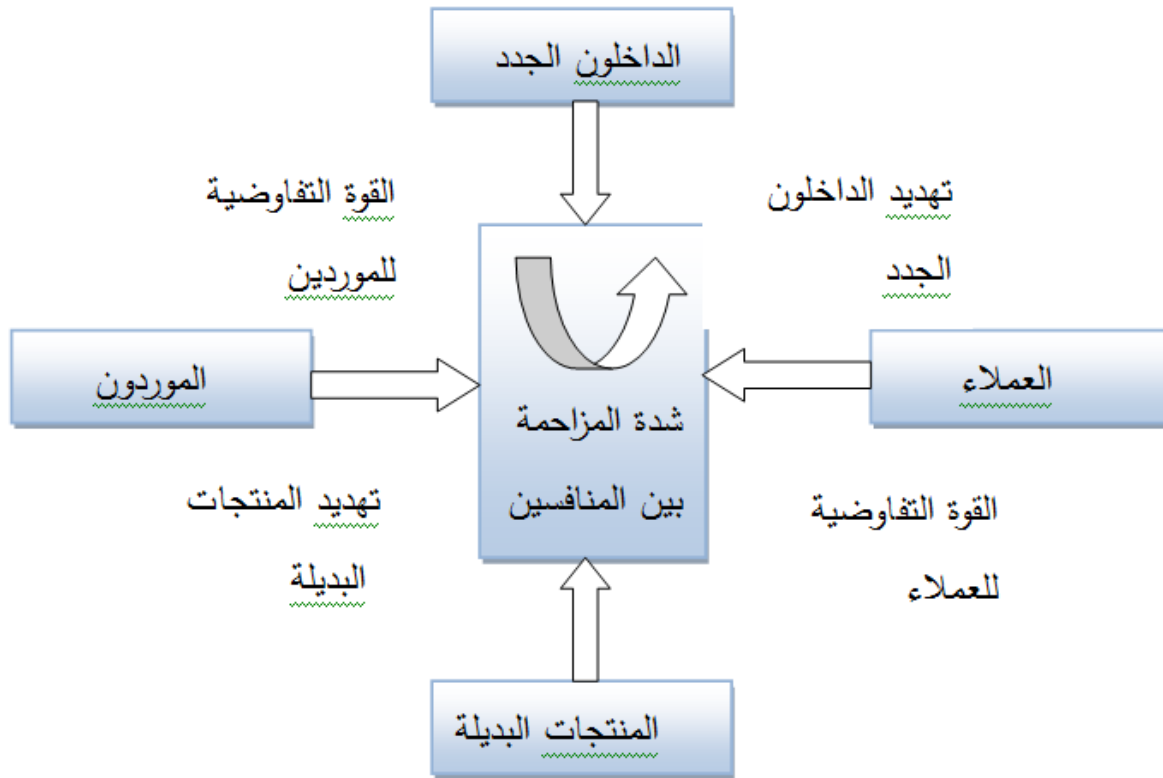 الداخلون الجدد
تهديد الداخلون
الجدد
القوة التفاوضية
للموردين
العملاء
شدة المزاحمة
بين المنافسين
الموردون
القوة التفاوضية
للعملاء
تهديد المنتجات
البديلة
المنتجات البديلة